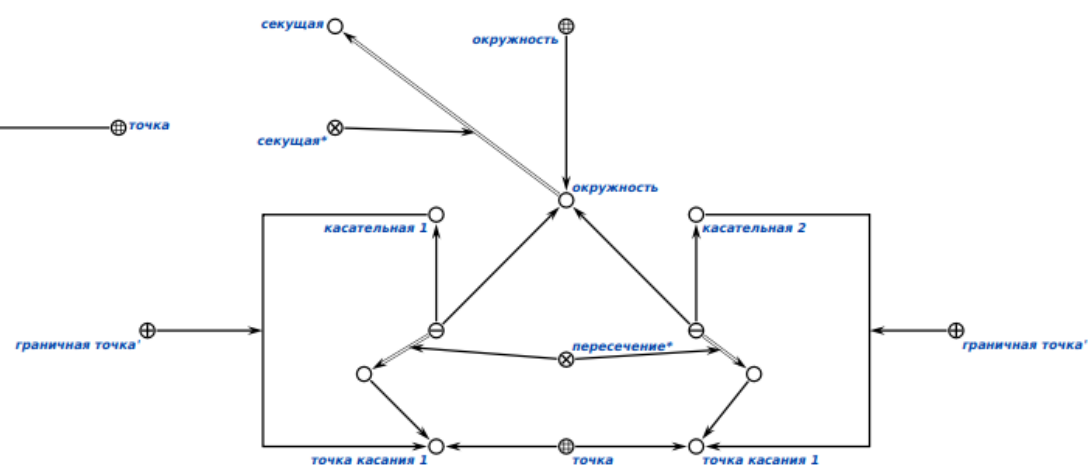 секущая
окружность
точка
секущая*
окружность
касательная 1
касательная 2
граничная точка'
пересечение*
граничная точка'
точка касания 1
точка
точка касания 1